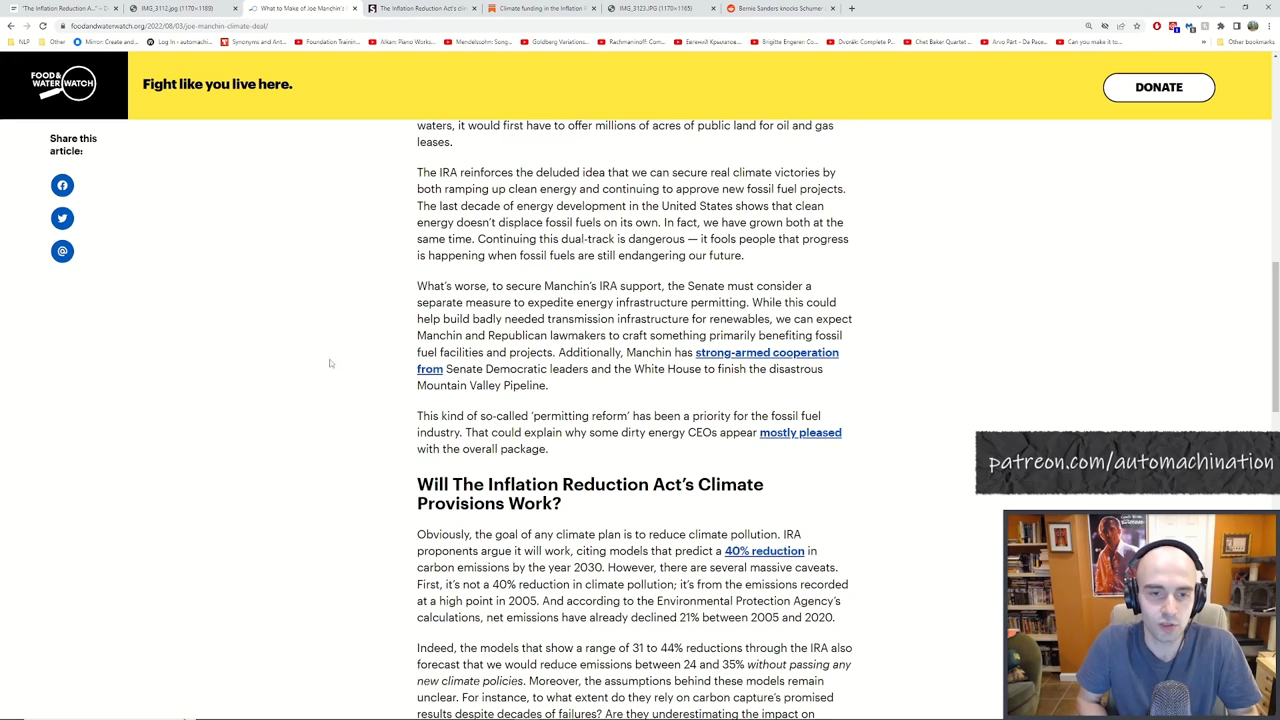 "The Inflation Reduction A..." – D
IMG_3112.jpg (1170×1189)
What to Make of Joe Manchin's
The Inflation Reduction Act's cli
Climate funding in the Inflation R
IMG_3123.JPG (1170×1165)
Bernie Sanders knocks Schumer
foodandwaterwatch.org/2022/08/03/joe-manchin-climate-deal/
NLP
Other
Mirror: Create and...
Log In ‹ automachi...
Synonyms and Ant...
Foundation Training...
Alkan: Piano Works...
Mendelssohn: Song...
Goldberg Variations...
Rachmaninoff: Com...
Евгений Крылатов...
Brigitte Engerer: Co...
Dvorák: Complete P...
Chet Baker Quartet ...
Arvo Pärt - Da Pace...
Can you make it to...
Other bookmarks
FOOD &
WATER WATCH
Fight like you live here.
DONATE
Share this
article:
waters, it would first have to offer millions of acres of public land for oil and gas
leases.
The IRA reinforces the deluded idea that we can secure real climate victories by
both ramping up clean energy and continuing to approve new fossil fuel projects.
The last decade of energy development in the United States shows that clean
energy doesn't displace fossil fuels on its own. In fact, we have grown both at the
same time. Continuing this dual-track is dangerous — it fools people that progress
is happening when fossil fuels are still endangering our future.
What's worse, to secure Manchin's IRA support, the Senate must consider a
separate measure to expedite energy infrastructure permitting. While this could
help build badly needed transmission infrastructure for renewables, we can expect
Manchin and Republican lawmakers to craft something primarily benefiting fossil
fuel facilities and projects. Additionally, Manchin has strong-armed cooperation
from Senate Democratic leaders and the White House to finish the disastrous
Mountain Valley Pipeline.
This kind of so-called 'permitting reform' has been a priority for the fossil fuel
industry. That could explain why some dirty energy CEOs appear mostly pleased
with the overall package.
Will The Inflation Reduction Act's Climate
Provisions Work?
Obviously, the goal of any climate plan is to reduce climate pollution. IRA
proponents argue it will work, citing models that predict a 40% reduction in
carbon emissions by the year 2030. However, there are several massive caveats.
First, it's not a 40% reduction in climate pollution; it's from the emissions recorded
at a high point in 2005. And according to the Environmental Protection Agency's
calculations, net emissions have already declined 21% between 2005 and 2020.
Indeed, the models that show a range of 31 to 44% reductions through the IRA also
forecast that we would reduce emissions between 24 and 35% without passing any
new climate policies. Moreover, the assumptions behind these models remain
unclear. For instance, to what extent do they rely on carbon capture's promised
results despite decades of failures? Are they underestimating the impact on
patreon.com/automachination